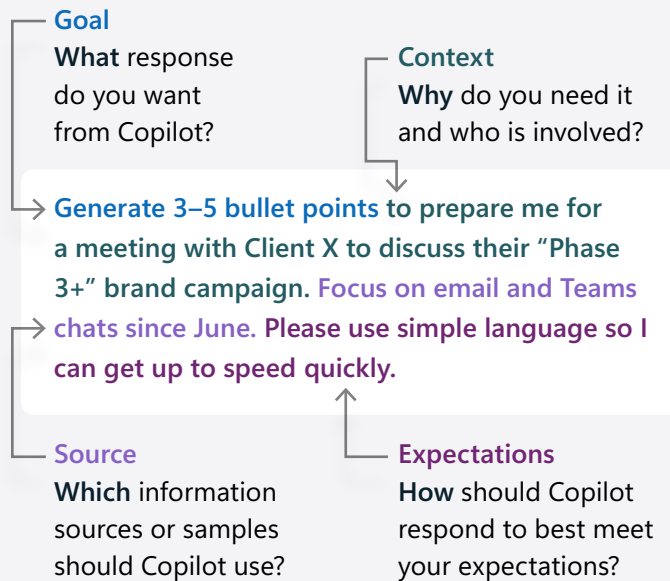 Goal
What response
do you want
from Copilot?
Context
Why do you need it
and who is involved?
Generate 3–5 bullet points to prepare me for
a meeting with Client X to discuss their “Phase
3+” brand campaign. Focus on email and Teams
chats since June. Please use simple language so I
can get up to speed quickly.
Source
Which information
sources or samples
should Copilot use?
Expectations
How should Copilot
respond to best meet
your expectations?